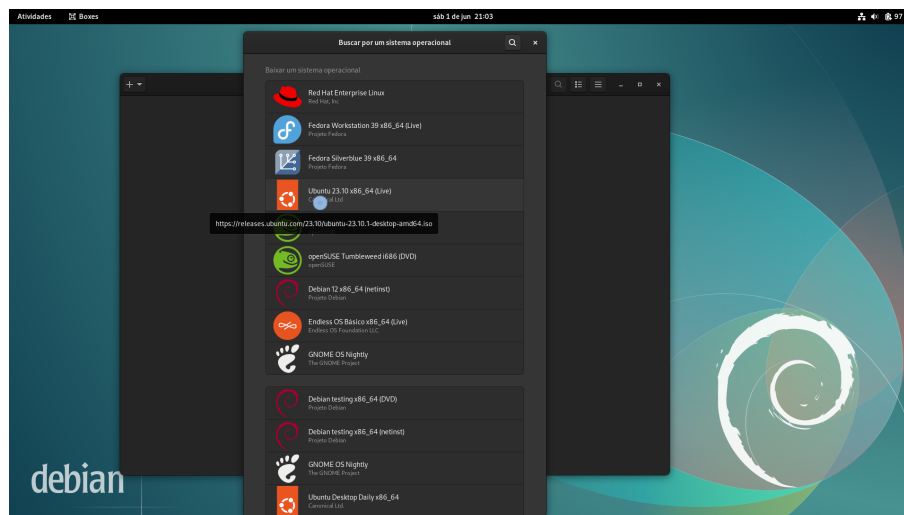 Atividades Boxes sáb 1 de jun 21:03 97
Buscar por um sistema operacional
Baixar um sistema operacional
Red Hat Enterprise Linux
Red Hat, Inc
Fedora Workstation 39 x86_64 (Live)
Projeto Fedora
Fedora Silverblue 39 x86_64
Projeto Fedora
Ubuntu 23.10 x86_64 (Live)
Ltd
https://releases.ubuntu.com/23.10/ubuntu-23.10.1-desktop-amd64.iso
openSUSE Tumbleweed i686 (DVD)
openSUSE
Debian 12 x86_64 (netinst)
Projeto Debian
Endless OS Básico x86_64 (Live)
Endless OS Foundation LLC
GNOME OS Nightly
The GNOME Project
Debian testing x86_64 (DVD)
Projeto Debian
Debian testing x86_64 (netinst)
Projeto Debian
GNOME OS Nightly
The GNOME Project
Ubuntu Desktop Daily x86_64
Canonical Ltd
debian